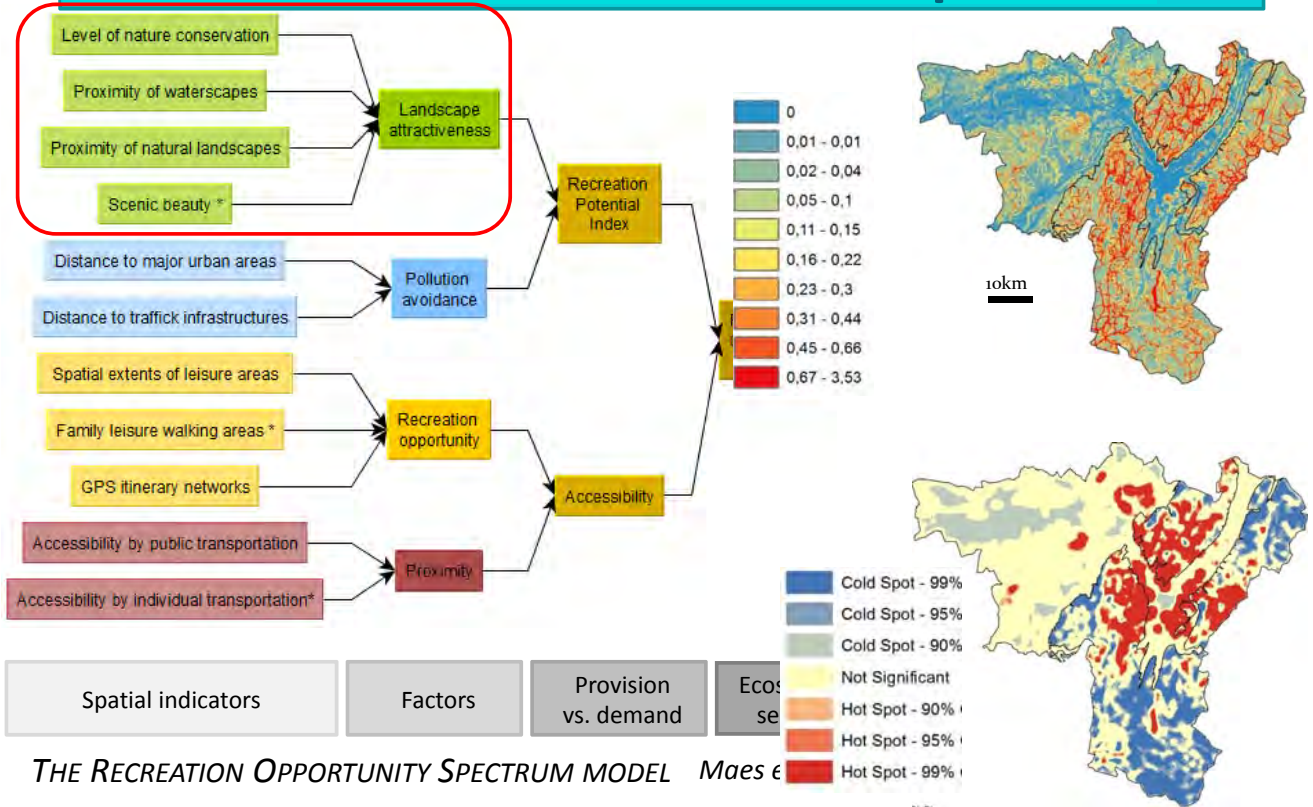 Level of nature conservation
Proximity of waterscapes
Proximity of natural landscapes
Scenic beauty *
Landscape
attractiveness
Distance to major urban areas
Distance to traffick infrastructures
Pollution
avoidance
Recreation
Potential
Index
Spatial extents of leisure areas
Family leisure walking areas *
GPS itinerary networks
Recreation
opportunity
Accessibility by public transportation
Accessibility by individual transportation*
Proximity
Accessibility
0
0,01 - 0,01
0,02 - 0,04
0,05 - 0,1
0,11 - 0,15
0,16 - 0,22
0,23 - 0,3
0,31 - 0,44
0,45 - 0,66
0,67 - 3,53
10km
Cold Spot - 99%
Cold Spot - 95%
Cold Spot - 90%
Not Significant
Hot Spot - 90%
Hot Spot - 95%
Hot Spot - 99%
Spatial indicators
Factors
Provision
vs. demand
Ecos
se
THE RECREATION OPPORTUNITY SPECTRUM MODEL Maes e